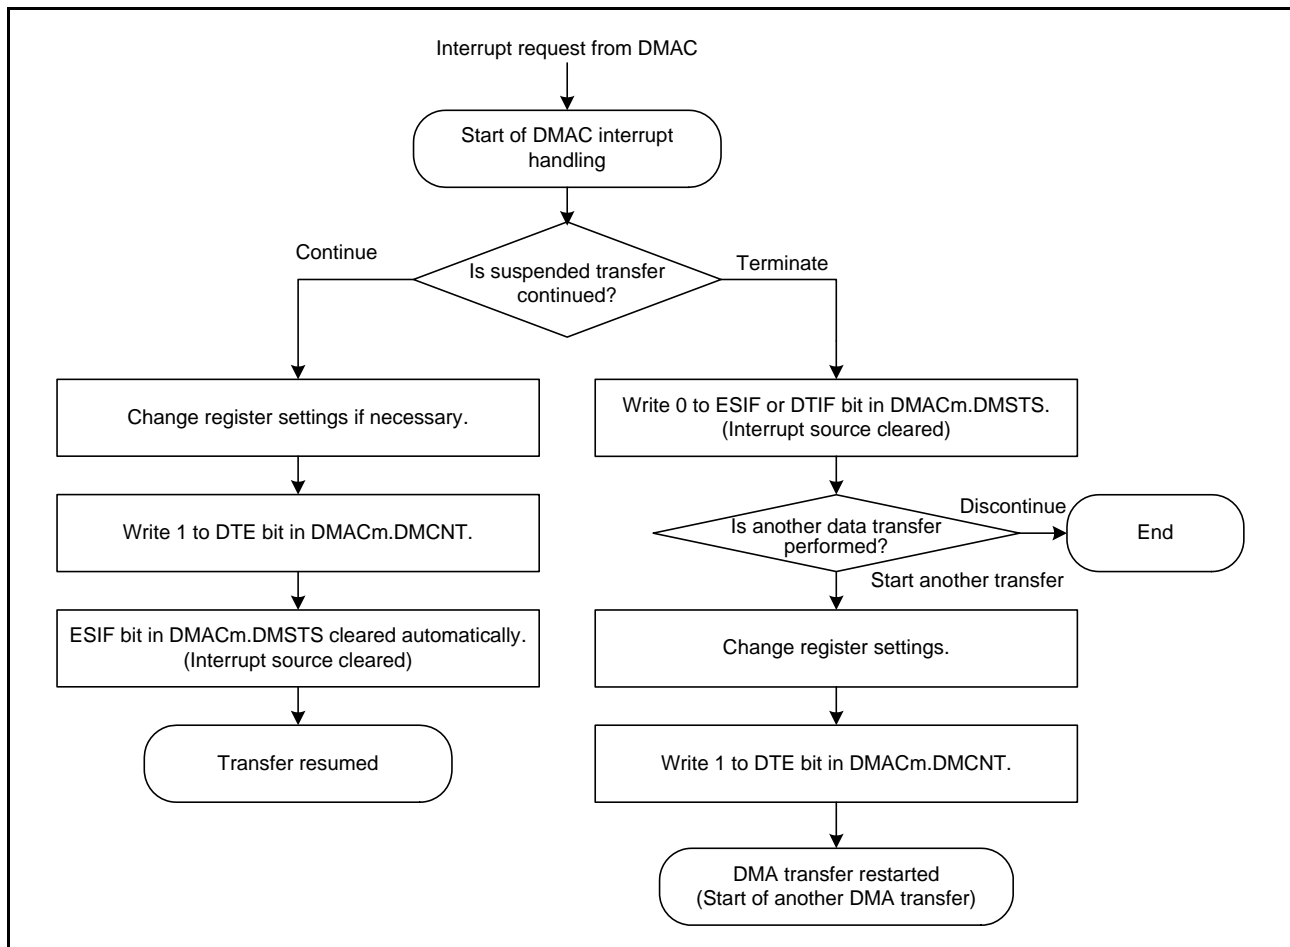 Interrupt request from DMAC
Start of DMAC interrupt
handling
Is suspended transfer
continued?
Continue
Terminate
Change register settings if necessary.
Write 1 to DTE bit in DMACm.DMCNT.
ESIF bit in DMACm.DMSTS cleared automatically.
(Interrupt source cleared)
Transfer resumed
Write 0 to ESIF or DTIF bit in DMACm.DMSTS.
(Interrupt source cleared)
Is another data transfer
performed?
Discontinue
End
Start another transfer
Change register settings.
Write 1 to DTE bit in DMACm.DMCNT.
DMA transfer restarted
(Start of another DMA transfer)